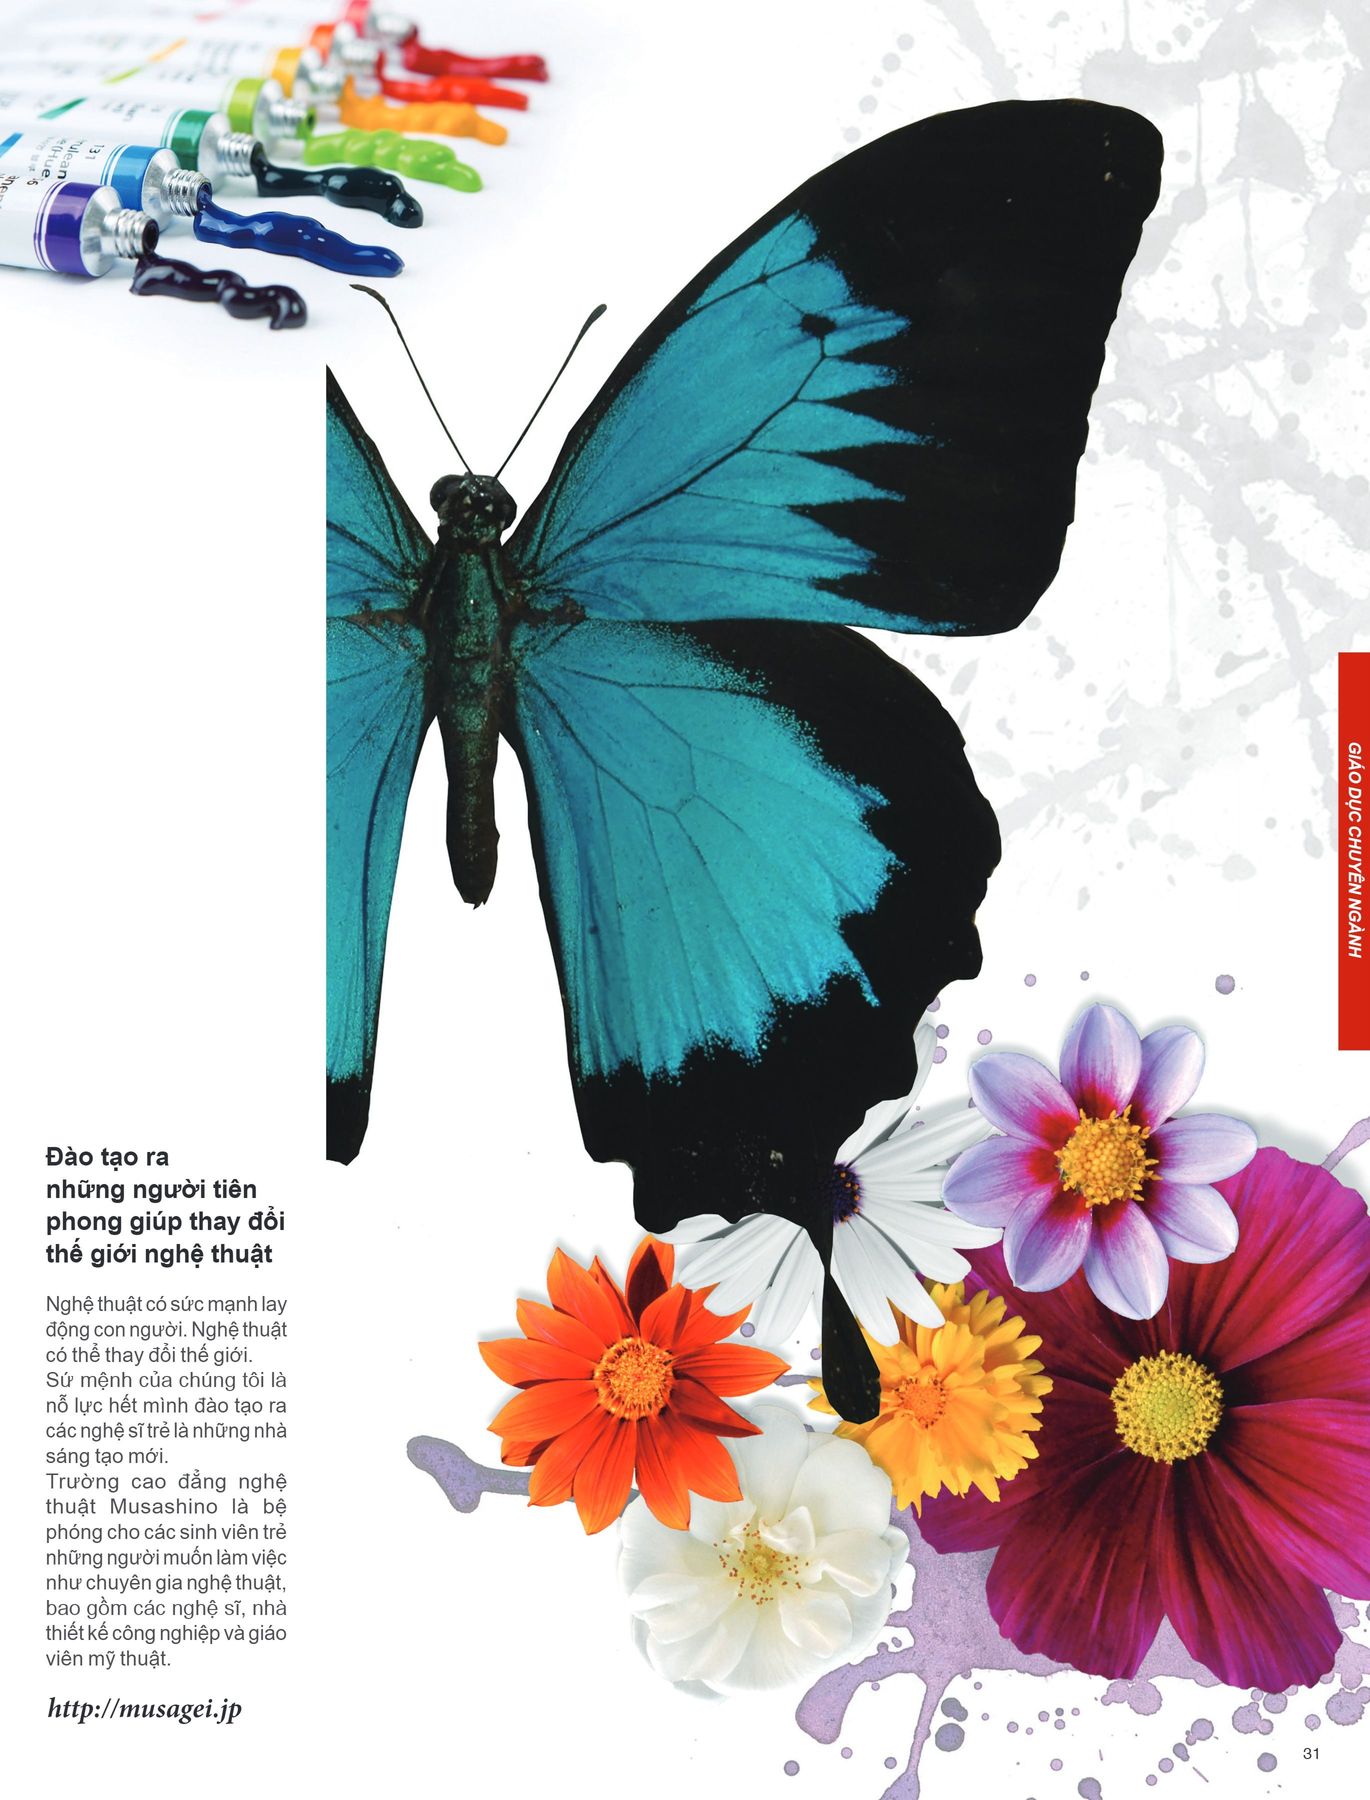 131
GIÁO DỤC CHUYÊN NGÀNH
Đào tạo ra
những người tiên
phong giúp thay đổi
thế giới nghệ thuật
Nghệ thuật có sức mạnh lay
động con người. Nghệ thuật
có thể thay đổi thế giới.
Sứ mệnh của chúng tôi là
nỗ lực hết mình đào tạo ra
các nghệ sĩ trẻ là những nhà
sáng tạo mới.
Trường cao đẳng nghệ
thuật Musashino là bệ
phóng cho các sinh viên trẻ
những người muốn làm việc
như chuyên gia nghệ thuật,
bao gồm các nghệ sĩ, nhà
thiết kế công nghiệp và giáo
viên mỹ thuật.
http://musagei.jp
31